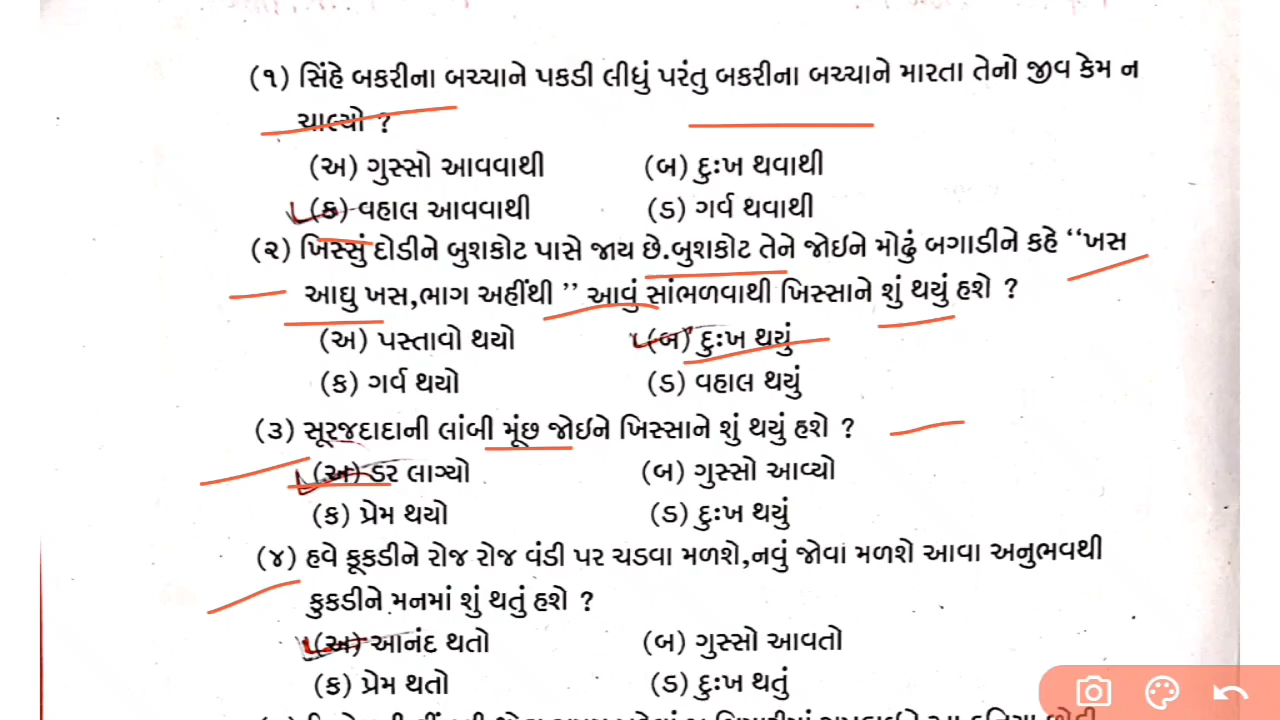 (૧) સિંહે બકરીના બચ્ચાને પકડી લીધું પરંતુ બકરીના બચ્ચાને મારતા તેનો જીવ કેમ ન
ચાલ્યો ?
(અ) ગુસ્સો આવવાથી (બ) દુઃખ થવાથી
(ક) વહાલ આવવાથી (ડ) ગર્વ થવાથી
(૨) ખિસ્સું દોડીને બુશકોટ પાસે જાય છે.બુશકોટ તેને જોઈને મોઢું બગાડીને કહે “ખસ
આઘુ ખસ,ભાગ અહીંથી ” આવું સાંભળવાથી ખિસ્સાને શું થયું હશે ?
(અ) પસ્તાવો થયો (બ) દુઃખ થયું
(ક) ગર્વ થયો (ડ) વહાલ થયું
(૩) સૂરજદાદાની લાંબી મૂંછ જોઈને ખિસ્સાને શું થયું હશે ?
(અ) ડર લાગ્યો (બ) ગુસ્સો આવ્યો
(ક) પ્રેમ થયો (ડ) દુઃખ થયું
(૪) હવે કૂકડીને રોજ રોજ વંડી પર ચડવા મળશે,નવું જોવા મળશે આવા અનુભવથી
કુકડીને મનમાં શું થતું હશે ?
(અ) આનંદ થતો (બ) ગુસ્સો આવતો
(ક) પ્રેમ થતો (ડ) દુઃખ થતું